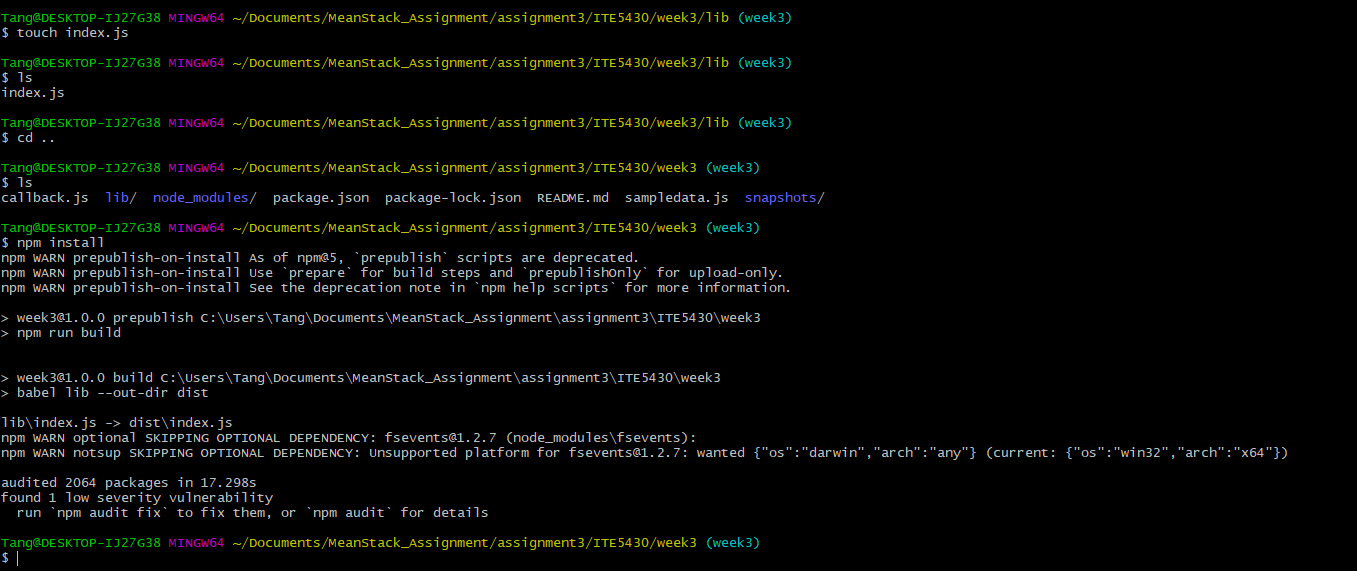 Tang@DESKTOP-IJ27G38 MINGW64 ~/Documents/MeanStack_Assignment/assignment3/ITE5430/week3/lib (week3)
$ touch index.js
Tang@DESKTOP-IJ27G38 MINGW64 ~/Documents/MeanStack_Assignment/assignment3/ITE5430/week3/lib (week3)
$ ls
index.js
Tang@DESKTOP-IJ27G38 MINGW64 ~/Documents/MeanStack_Assignment/assignment3/ITE5430/week3/lib (week3)
$ cd ..
Tang@DESKTOP-IJ27G38 MINGW64 ~/Documents/MeanStack_Assignment/assignment3/ITE5430/week3 (week3)
$ ls
callback.js  lib/  node_modules/  package.json  package-lock.json  README.md  sampledata.js  snapshots/
Tang@DESKTOP-IJ27G38 MINGW64 ~/Documents/MeanStack_Assignment/assignment3/ITE5430/week3 (week3)
$ npm install
npm WARN prepublish-on-install As of npm@5, `prepublish` scripts are deprecated.
npm WARN prepublish-on-install Use `prepare` for build steps and `prepublishOnly` for upload-only.
npm WARN prepublish-on-install See the deprecation note in `npm help scripts` for more information.
> week3@1.0.0 prepublish C:\Users\Tang\Documents\MeanStack_Assignment\assignment3\ITE5430\week3
> npm run build
> week3@1.0.0 build C:\Users\Tang\Documents\MeanStack_Assignment\assignment3\ITE5430\week3
> babel lib --out-dir dist
lib\index.js -> dist\index.js
npm WARN optional SKIPPING OPTIONAL DEPENDENCY: fsevents@1.2.7 (node_modules\fsevents):
npm WARN notsup SKIPPING OPTIONAL DEPENDENCY: Unsupported platform for fsevents@1.2.7: wanted {"os":"darwin","arch":"any"} (current: {"os":"win32","arch":"x64"})
audited 2064 packages in 17.298s
found 1 low severity vulnerability
  run `npm audit fix` to fix them, or `npm audit` for details
Tang@DESKTOP-IJ27G38 MINGW64 ~/Documents/MeanStack_Assignment/assignment3/ITE5430/week3 (week3)
$